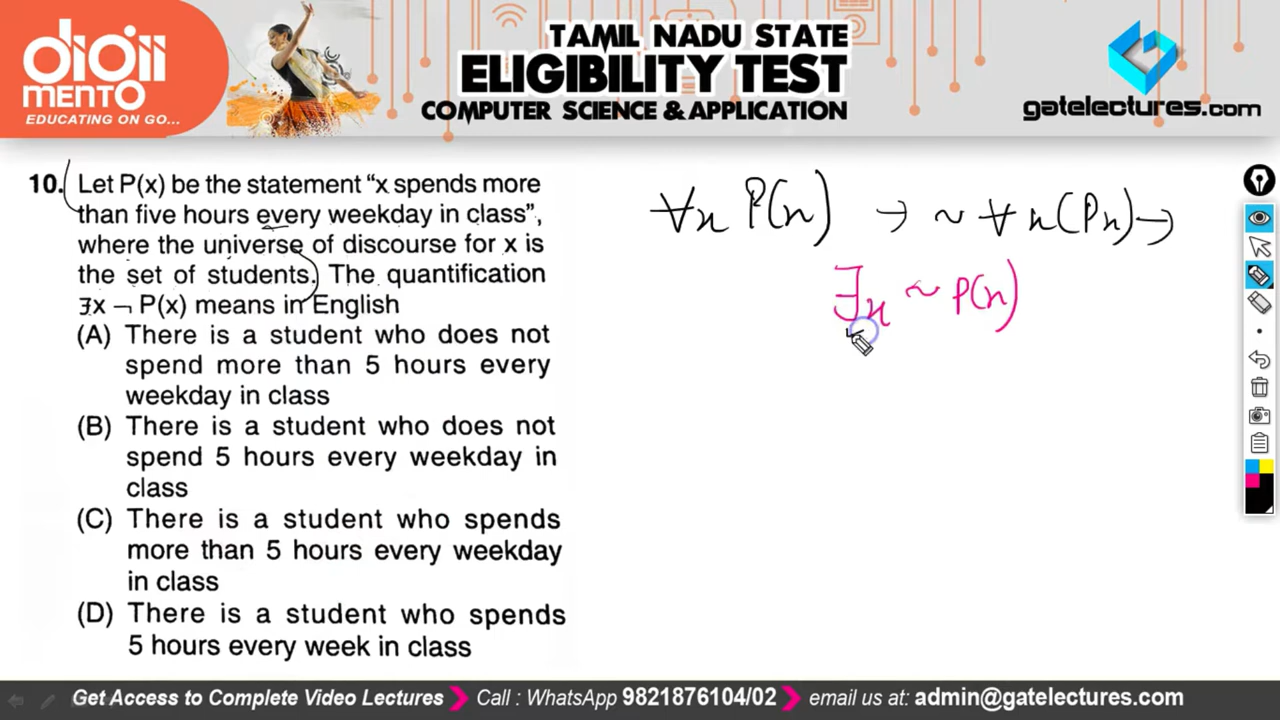 digii
MENTO
EDUCATING ON GO...
TAMIL NADU STATE
ELIGIBILITY TEST
COMPUTER SCIENCE & APPLICATION
gatelectures.com
10. Let P(x) be the statement “x spends more
than five hours every weekday in class”,
where the universe of discourse for x is
the set of students. The quantification
∃x ¬ P(x) means in English
(A) There is a student who does not
spend more than 5 hours every
weekday in class
(B) There is a student who does not
spend 5 hours every weekday in
class
(C) There is a student who spends
more than 5 hours every weekday
in class
(D) There is a student who spends
5 hours every week in class
∀x P(x) → ~ ∀x(Px) →
∃x ~ P(x)
Get Access to Complete Video Lectures Call : WhatsApp 9821876104/02 email us at: admin@gatelectures.com